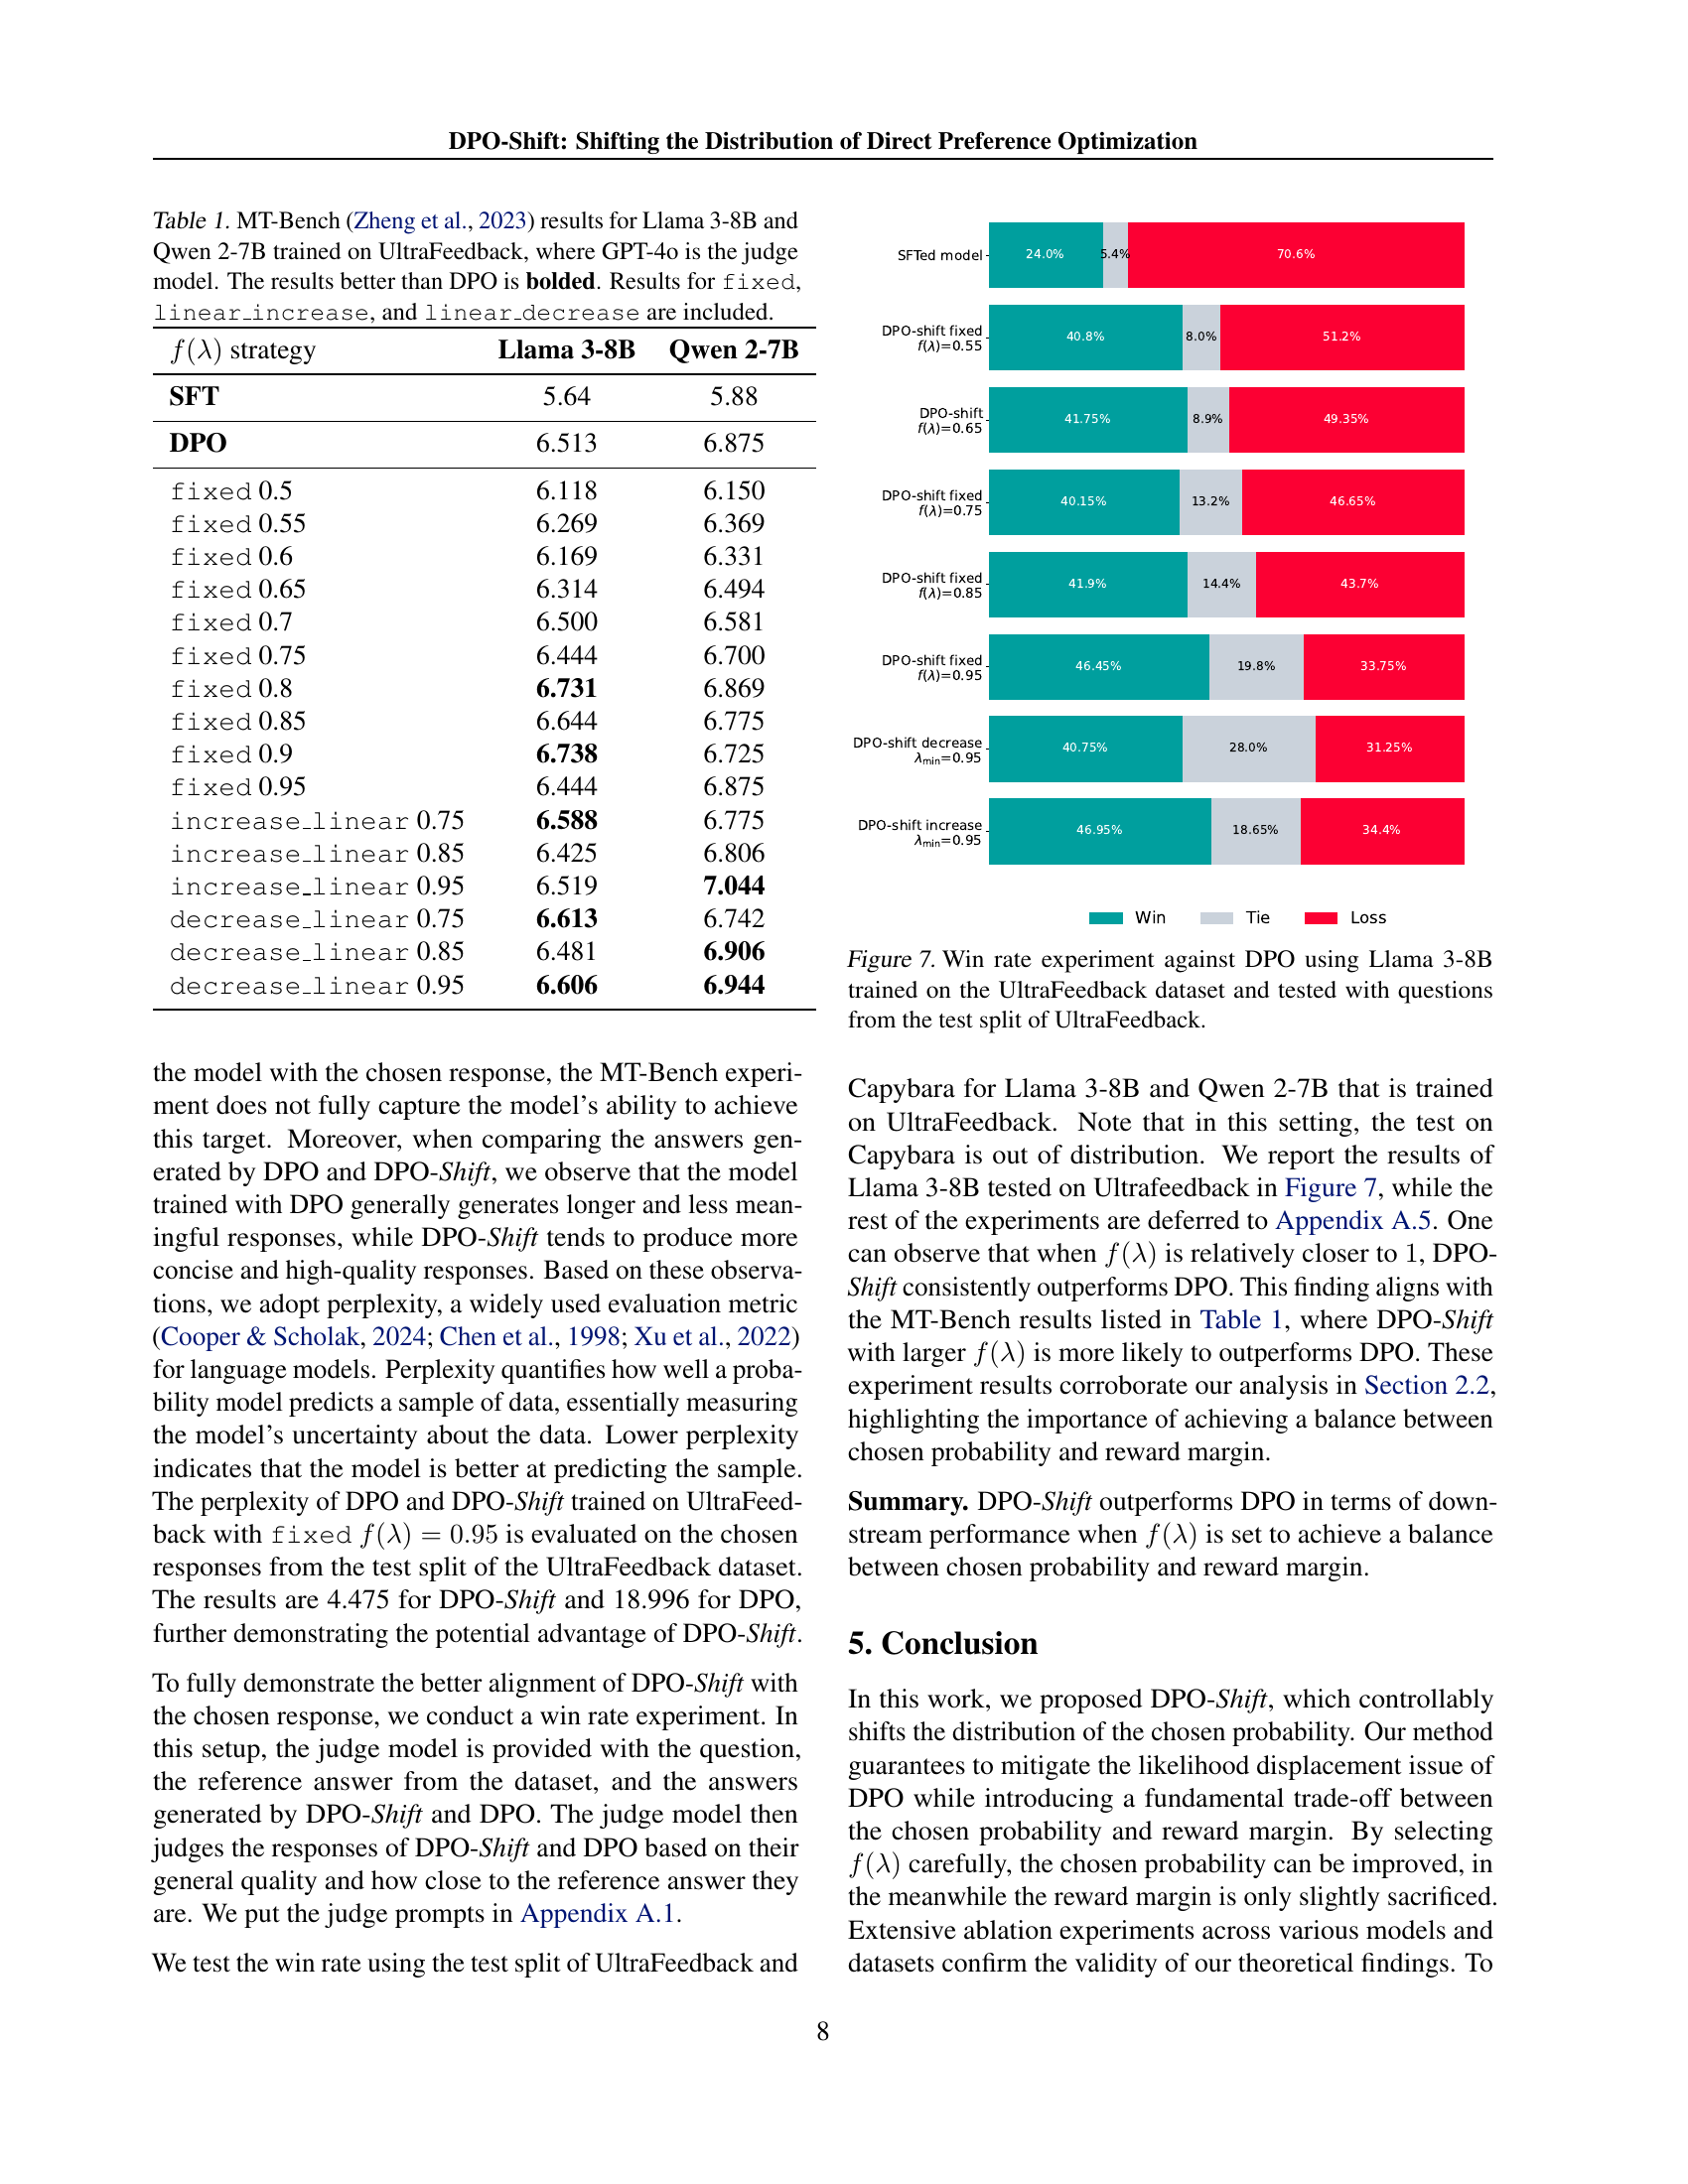 DPO-Shift: Shifting the Distribution of Direct Preference Optimization
Table 1. MT-Bench (Zheng et al., 2023) results for Llama 3-8B and
Qwen 2-7B trained on UltraFeedback, where GPT-4o is the judge
model. The results better than DPO is bolded. Results for fixed,
linear_increase, and linear_decrease are included.
f(λ) strategy Llama 3-8B Qwen 2-7B
SFT 5.64 5.88
DPO 6.513 6.875
fixed 0.5 6.118 6.150
fixed 0.55 6.269 6.369
fixed 0.6 6.169 6.331
fixed 0.65 6.314 6.494
fixed 0.7 6.500 6.581
fixed 0.75 6.444 6.700
fixed 0.8 6.731 6.869
fixed 0.85 6.644 6.775
fixed 0.9 6.738 6.725
fixed 0.95 6.444 6.875
increase_linear 0.75 6.588 6.775
increase_linear 0.85 6.425 6.806
increase_linear 0.95 6.519 7.044
decrease_linear 0.75 6.613 6.742
decrease_linear 0.85 6.481 6.906
decrease_linear 0.95 6.606 6.944
the model with the chosen response, the MT-Bench experi-
ment does not fully capture the model's ability to achieve
this target. Moreover, when comparing the answers gen-
erated by DPO and DPO-Shift, we observe that the model
trained with DPO generally generates longer and less mean-
ingful responses, while DPO-Shift tends to produce more
concise and high-quality responses. Based on these observa-
tions, we adopt perplexity, a widely used evaluation metric
(Cooper & Scholak, 2024; Chen et al., 1998; Xu et al., 2022)
for language models. Perplexity quantifies how well a proba-
bility model predicts a sample of data, essentially measuring
the model's uncertainty about the data. Lower perplexity
indicates that the model is better at predicting the sample.
The perplexity of DPO and DPO-Shift trained on UltraFeed-
back with fixed f(λ) = 0.95 is evaluated on the chosen
responses from the test split of the UltraFeedback dataset.
The results are 4.475 for DPO-Shift and 18.996 for DPO,
further demonstrating the potential advantage of DPO-Shift.
To fully demonstrate the better alignment of DPO-Shift with
the chosen response, we conduct a win rate experiment. In
this setup, the judge model is provided with the question,
the reference answer from the dataset, and the answers
generated by DPO-Shift and DPO. The judge model then
judges the responses of DPO-Shift and DPO based on their
general quality and how close to the reference answer they
are. We put the judge prompts in Appendix A.1.
We test the win rate using the test split of UltraFeedback and
SFTed model 24.0% 5.4% 70.6%
DPO-shift fixed
f(λ)=0.55 40.8% 8.0% 51.2%
DPO-shift
f(λ)=0.65 41.75% 8.9% 49.35%
DPO-shift fixed
f(λ)=0.75 40.15% 13.2% 46.65%
DPO-shift fixed
f(λ)=0.85 41.9% 14.4% 43.7%
DPO-shift fixed
f(λ)=0.95 46.45% 19.8% 33.75%
DPO-shift decrease
λmin=0.95 40.75% 28.0% 31.25%
DPO-shift increase
λmin=0.95 46.95% 18.65% 34.4%
Win Tie Loss
Figure 7. Win rate experiment against DPO using Llama 3-8B
trained on the UltraFeedback dataset and tested with questions
from the test split of UltraFeedback.
Capybara for Llama 3-8B and Qwen 2-7B that is trained
on UltraFeedback. Note that in this setting, the test on
Capybara is out of distribution. We report the results of
Llama 3-8B tested on Ultrafeedback in Figure 7, while the
rest of the experiments are deferred to Appendix A.5. One
can observe that when f(λ) is relatively closer to 1, DPO-
Shift consistently outperforms DPO. This finding aligns with
the MT-Bench results listed in Table 1, where DPO-Shift
with larger f(λ) is more likely to outperforms DPO. These
experiment results corroborate our analysis in Section 2.2,
highlighting the importance of achieving a balance between
chosen probability and reward margin.
Summary. DPO-Shift outperforms DPO in terms of down-
stream performance when f(λ) is set to achieve a balance
between chosen probability and reward margin.
5. Conclusion
In this work, we proposed DPO-Shift, which controllably
shifts the distribution of the chosen probability. Our method
guarantees to mitigate the likelihood displacement issue of
DPO while introducing a fundamental trade-off between
the chosen probability and reward margin. By selecting
f(λ) carefully, the chosen probability can be improved, in
the meanwhile the reward margin is only slightly sacrificed.
Extensive ablation experiments across various models and
datasets confirm the validity of our theoretical findings. To
8